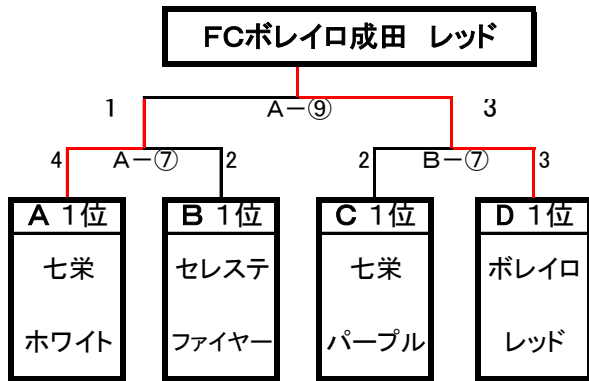 FCボレイロ成田　レッド
1 A－⑨ 3
4 A－⑦ 2 2 B－⑦ 3
A 1位 B 1位 C 1位 D 1位
七栄 セレステ 七栄 ボレイロ
ホワイト ファイヤー パープル レッド